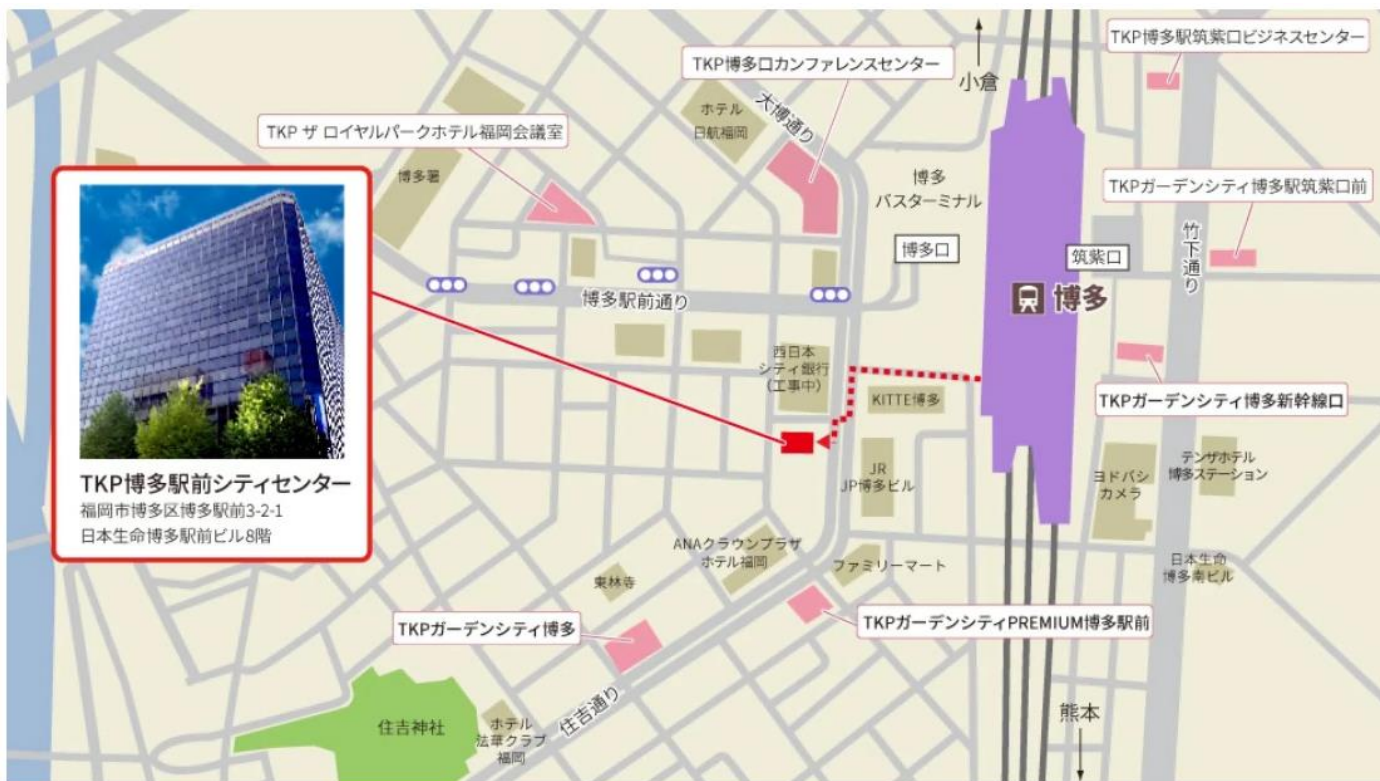 TKP博多駅筑紫口ビジネスセンター
TKP博多口カンファレンスセンター
小倉
ホテル
日航福岡
大博通り
TKP ザ ロイヤルパークホテル福岡会議室
博多署
博多
バスターミナル
TKPガーデンシティ博多駅筑紫口前
博多口
筑紫口
竹下通り
博多駅前通り
博多
西日本
シティ銀行
(工事中)
KITTE博多
TKPガーデンシティ博多新幹線口
TKP博多駅前シティセンター
福岡市博多区博多駅前3-2-1
日本生命博多駅前ビル8階
JR
JP博多ビル
ヨドバシ
カメラ
テンザホテル
博多ステーション
ANAクラウンプラザ
ホテル福岡
ファミリーマート
日本生命
博多南ビル
東林寺
TKPガーデンシティ博多
TKPガーデンシティPREMIUM博多駅前
住吉通り
住吉神社
ホテル
法華クラブ
福岡
熊本